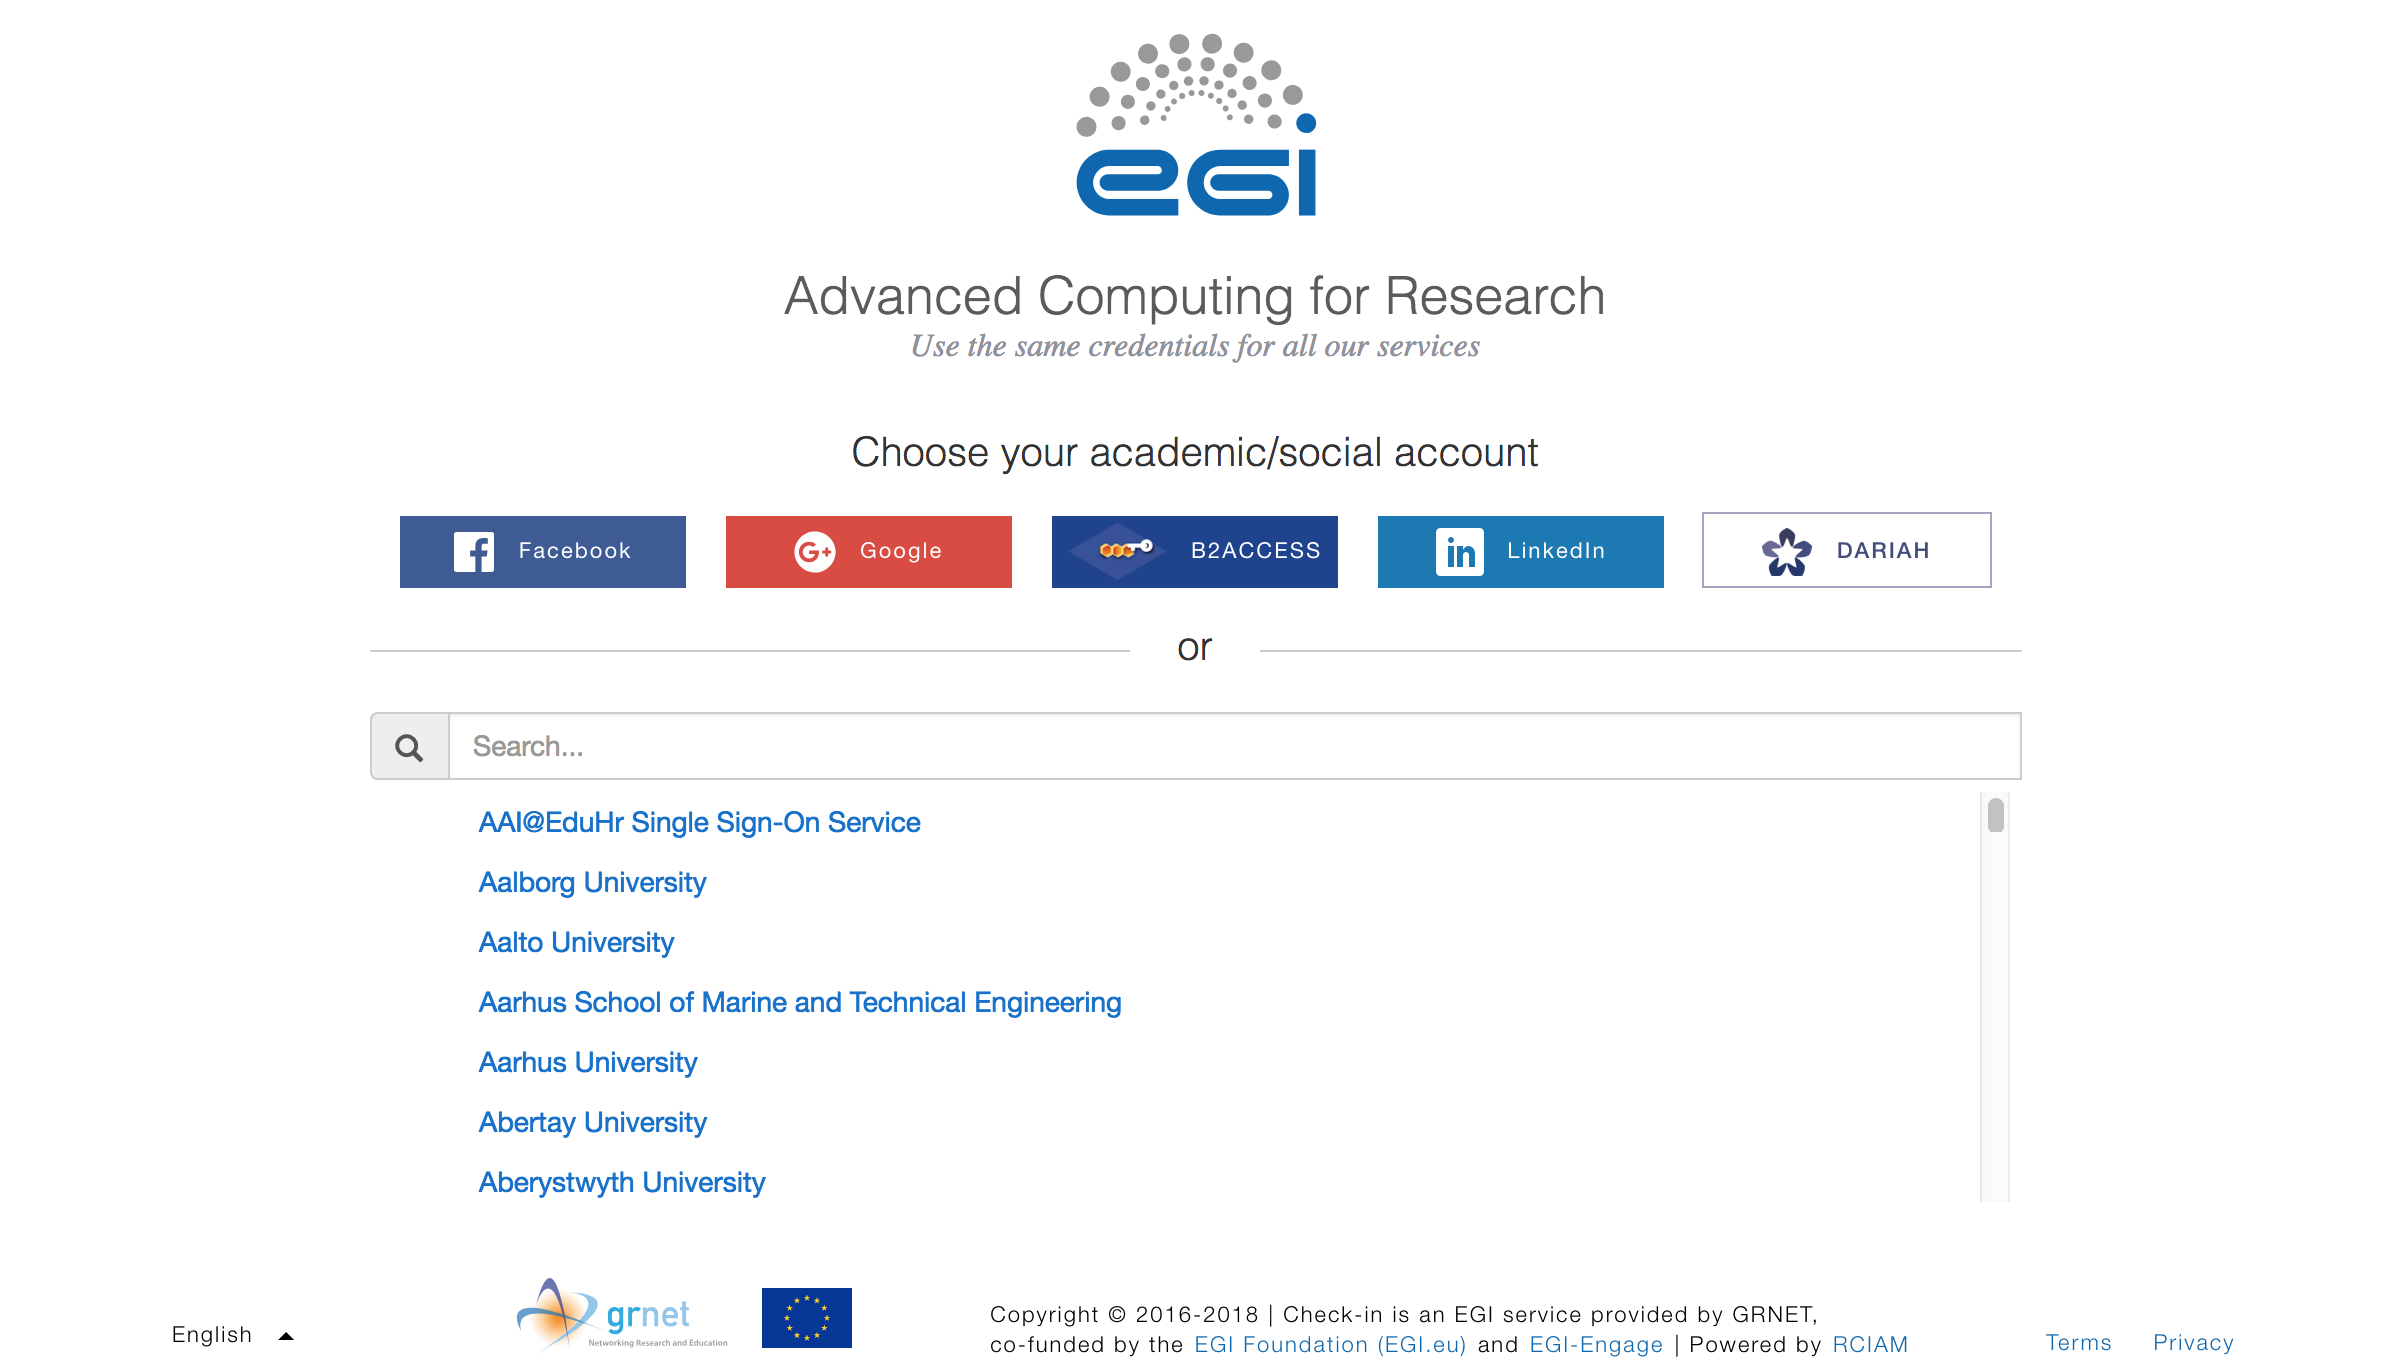 egi
Advanced Computing for Research
Use the same credentials for all our services
Choose your academic/social account
Facebook
G+ Google
B2ACCESS
in LinkedIn
DARIAH
or
Search...
AAI@EduHr Single Sign-On Service
Aalborg University
Aalto University
Aarhus School of Marine and Technical Engineering
Aarhus University
Abertay University
Aberystwyth University
English
grnet
Networking Research and Education
Copyright © 2016-2018 | Check-in is an EGI service provided by GRNET,
co-funded by the EGI Foundation (EGI.eu) and EGI-Engage | Powered by RCIAM
Terms Privacy